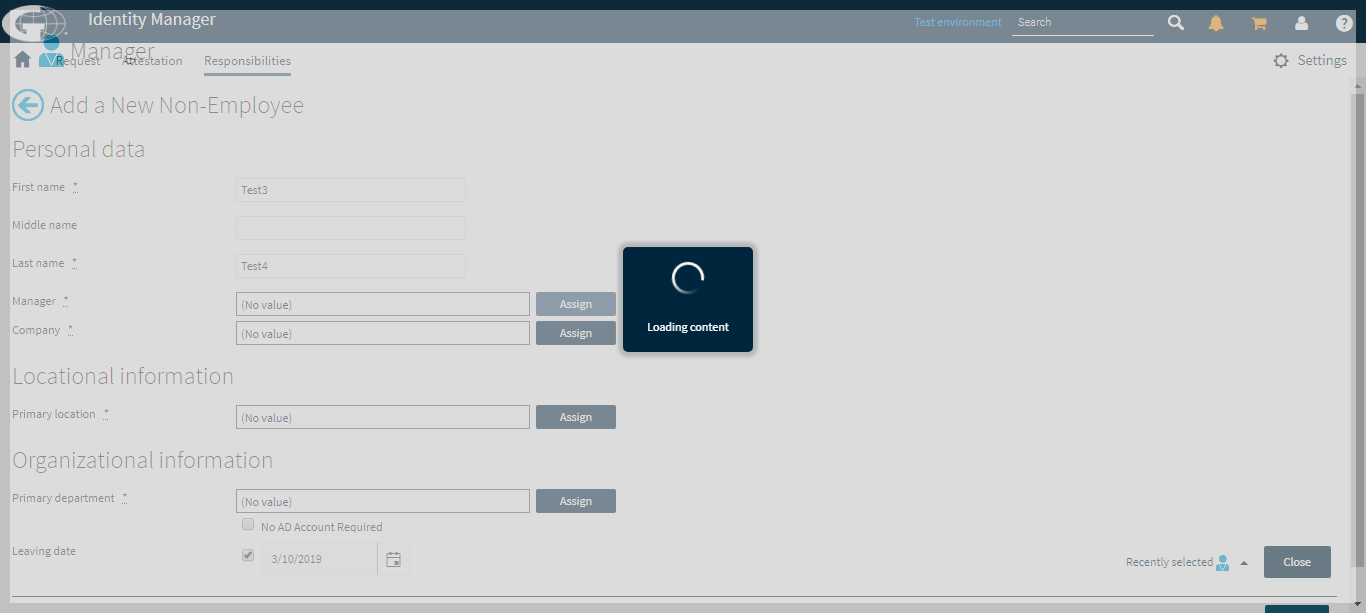 Identity Manager
Test environment
Search
?
Manager
Request
Attestation
Responsibilities
Settings
Add a New Non-Employee
Personal data
First name *
Test3
Middle name
Last name *
Test4
Manager *
(No value)
Assign
Company *
(No value)
Assign
Loading content
Locational information
Primary location *
(No value)
Assign
Organizational information
Primary department *
(No value)
Assign
No AD Account Required
Leaving date
3/10/2019
Recently selected
Close